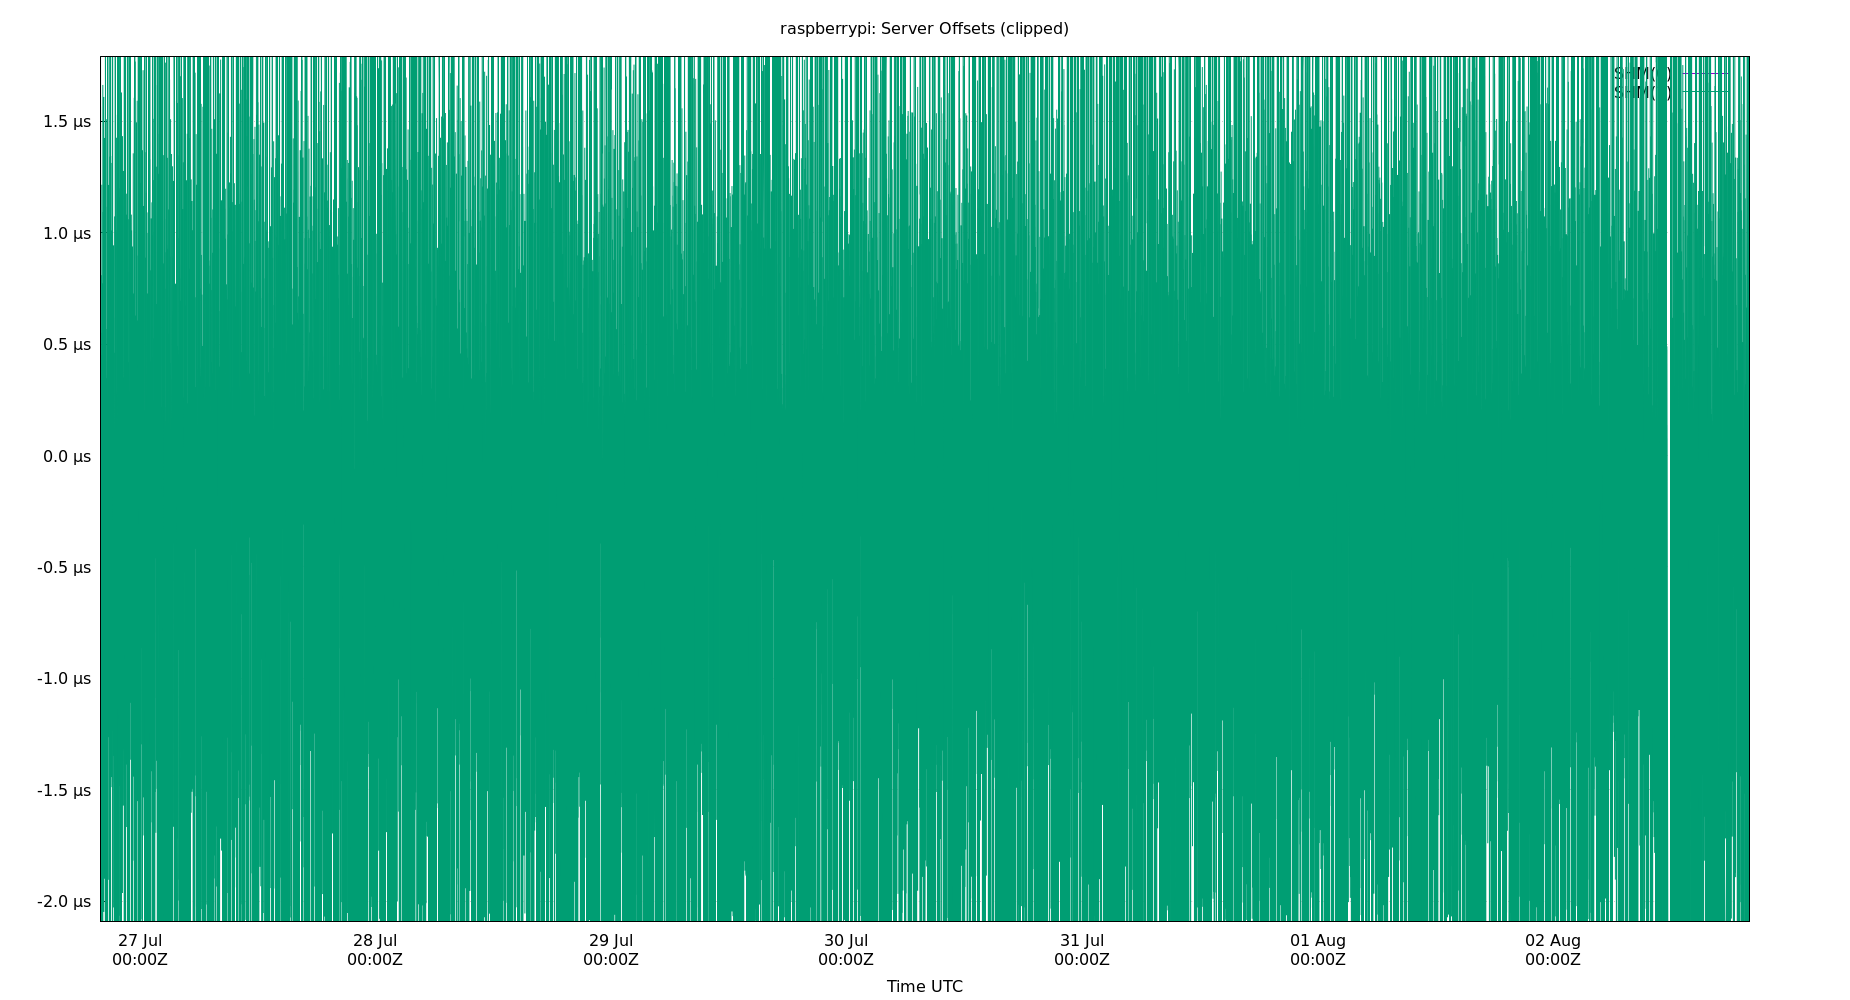 raspberrypi: Server Offsets (clipped)
1.5 µs
1.0 µs
0.5 µs
0.0 µs
-0.5 µs
-1.0 µs
-1.5 µs
-2.0 µs
27 Jul
00:00Z
28 Jul
00:00Z
29 Jul
00:00Z
30 Jul
00:00Z
31 Jul
00:00Z
01 Aug
00:00Z
02 Aug
00:00Z
Time UTC